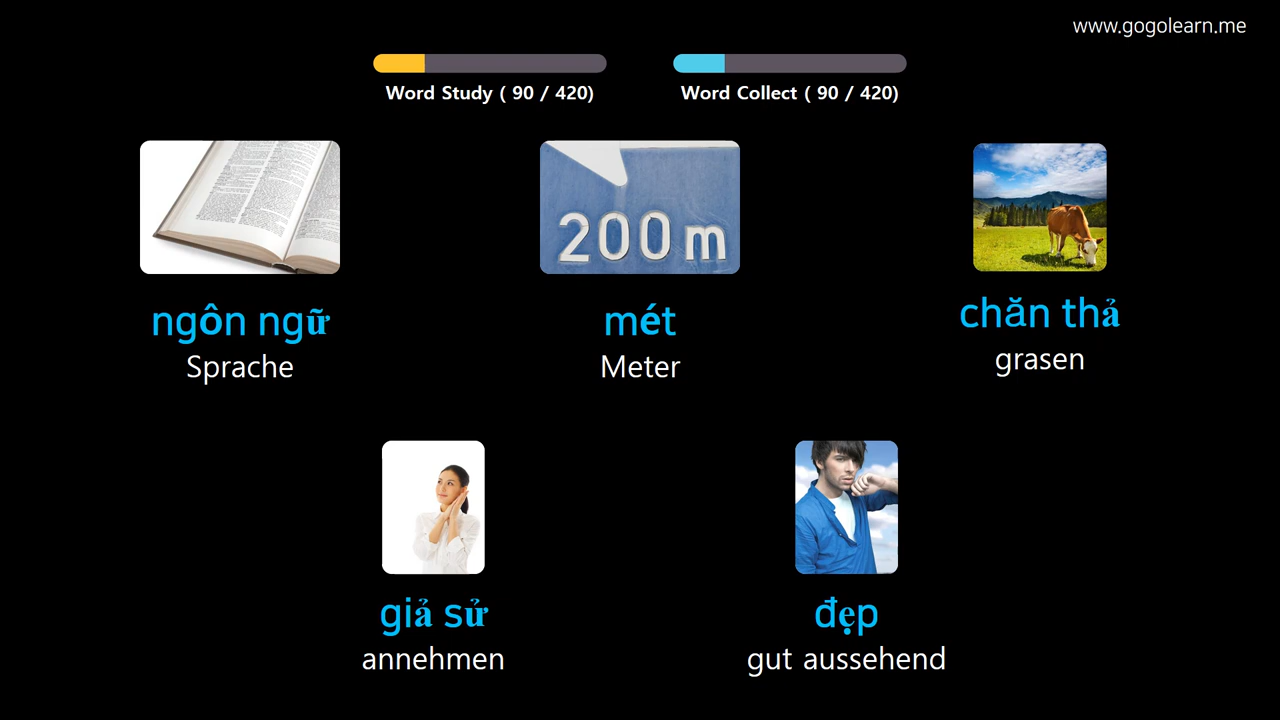 www.gogolearn.me
Word Study ( 90 / 420)
Word Collect ( 90 / 420)
200 m
ngôn ngữ
Sprache
mét
Meter
chăn thả
grasen
giả sử
annehmen
đẹp
gut aussehend